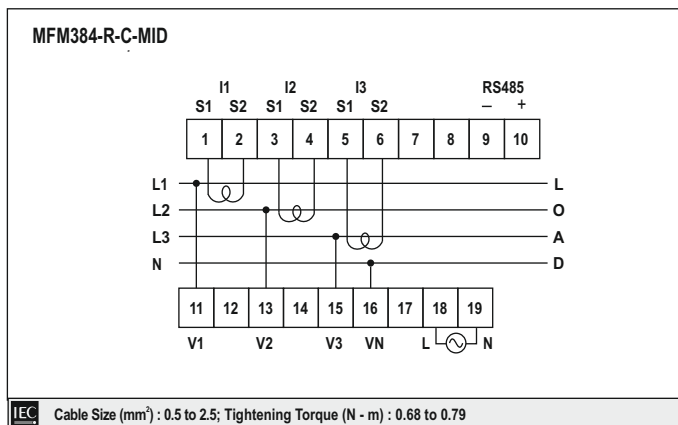 MFM384-R-C-MID
I1 I2 I3 RS485
S1 S2 S1 S2 S1 S2 – +
1 2 3 4 5 6 7 8 9 10
L1 L
L2 O
L3 A
N D
11 12 13 14 15 16 17 18 19
V1 V2 V3 VN L N
IEC Cable Size (mm²) : 0.5 to 2.5; Tightening Torque (N - m) : 0.68 to 0.79